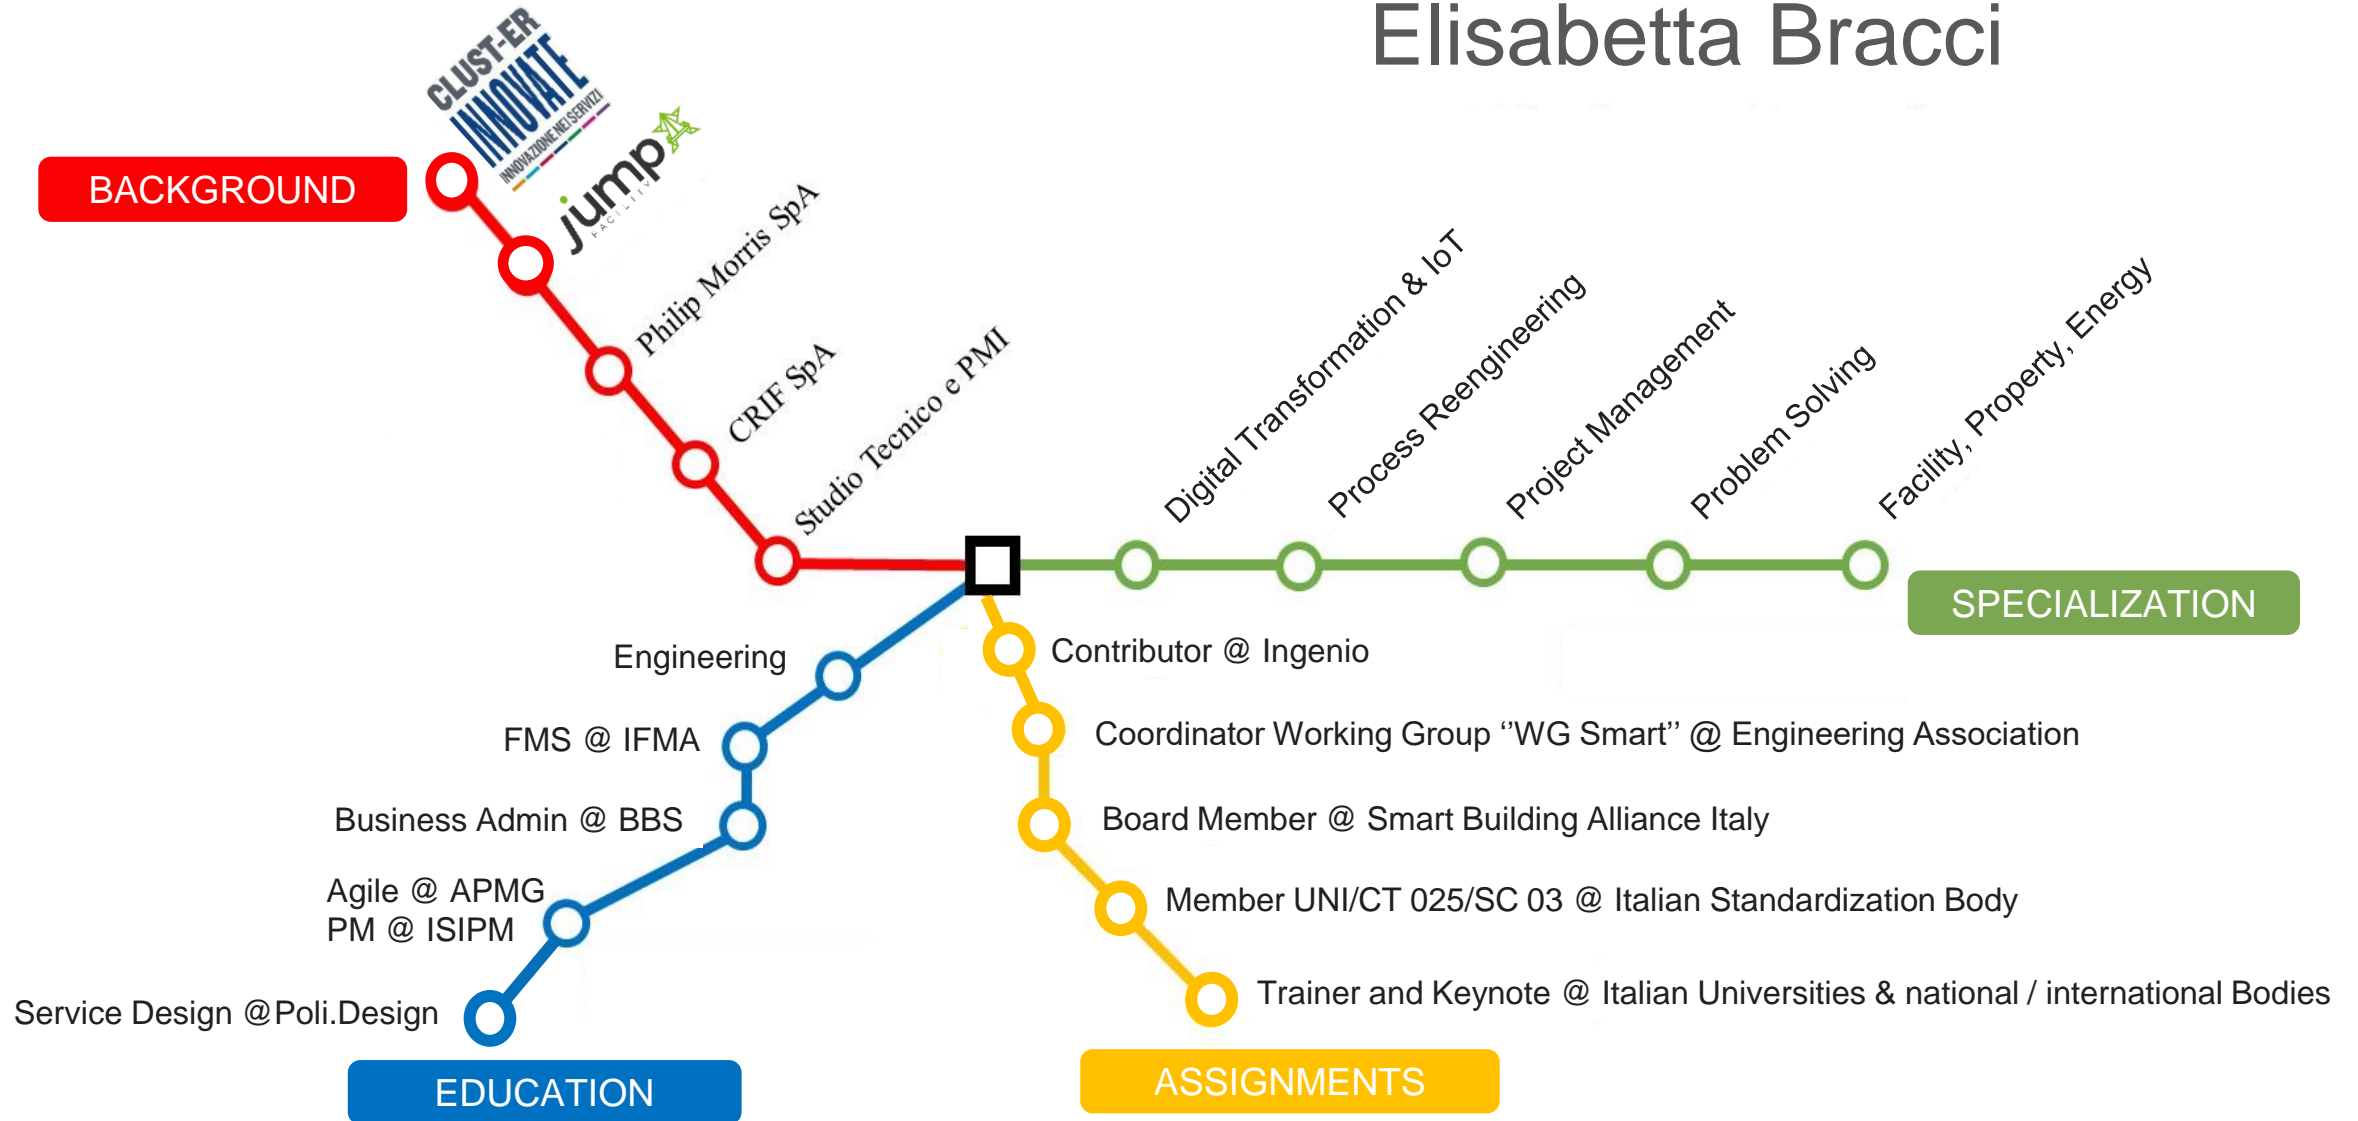 Elisabetta Bracci
CLUST-ER
INNOVATE
INNOVAZIONE NEI SERVIZI
jump
FACILITY
BACKGROUND
Philip Morris SpA
CRIF SpA
Studio Tecnico e PMI
Digital Transformation & IoT
Process Reengineering
Project Management
Problem Solving
Facility, Property, Energy
SPECIALIZATION
Engineering
FMS @ IFMA
Business Admin @ BBS
Agile @ APMG
PM @ ISIPM
Service Design @Poli.Design
EDUCATION
Contributor @ Ingenio
Coordinator Working Group ‘’WG Smart’’ @ Engineering Association
Board Member @ Smart Building Alliance Italy
Member UNI/CT 025/SC 03 @ Italian Standardization Body
Trainer and Keynote @ Italian Universities & national / international Bodies
ASSIGNMENTS